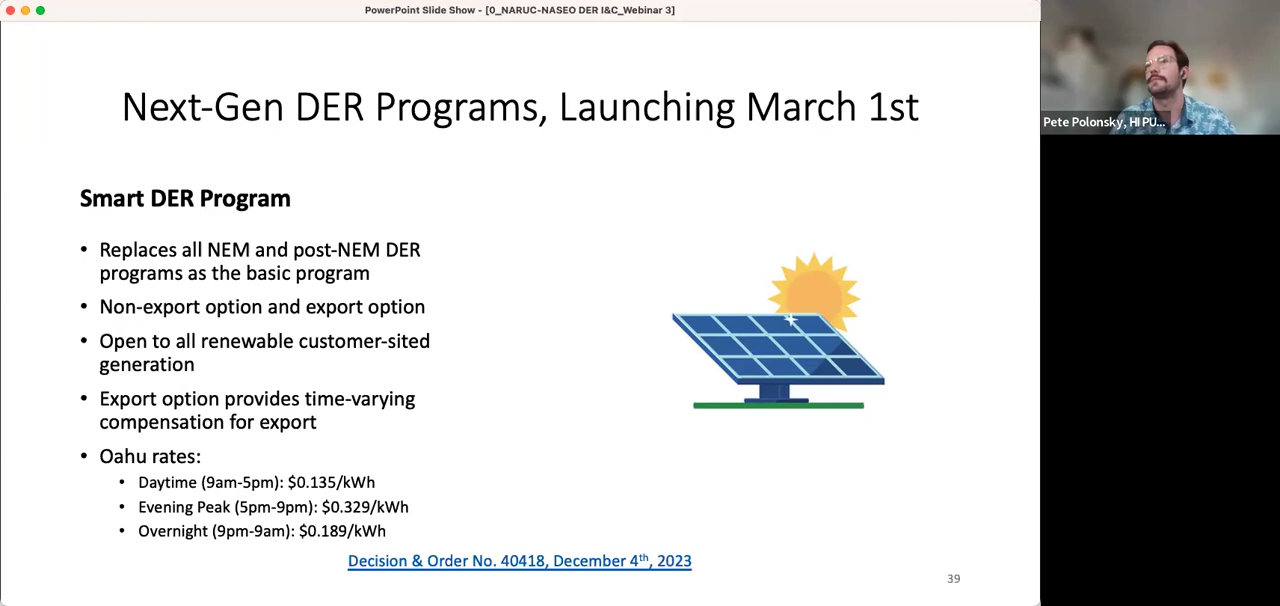 PowerPoint Slide Show - [0_NARUC-NASEO DER I&C_Webinar 3]
Next-Gen DER Programs, Launching March 1st
Pete Polonsky, HI PU...
Smart DER Program
• Replaces all NEM and post-NEM DER
programs as the basic program
• Non-export option and export option
• Open to all renewable customer-sited
generation
• Export option provides time-varying
compensation for export
• Oahu rates:
• Daytime (9am-5pm): $0.135/kWh
• Evening Peak (5pm-9pm): $0.329/kWh
• Overnight (9pm-9am): $0.189/kWh
Decision & Order No. 40418, December 4th, 2023
39